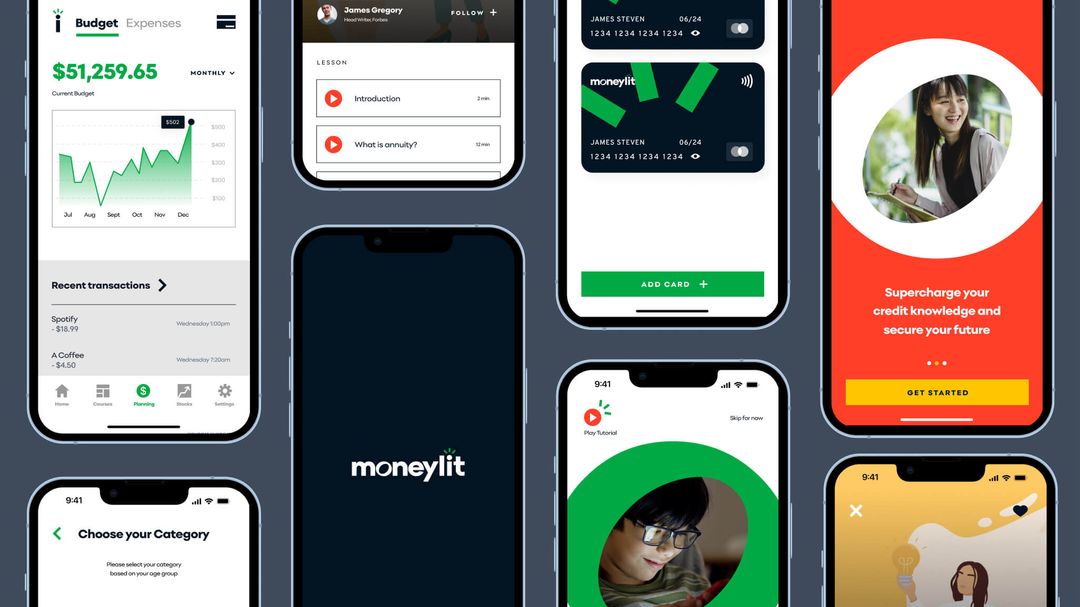 Budget Expenses
$51,259.65
MONTHLY
Current Budget
$502
$500
$400
$300
$200
$100
Jul Aug Sept Oct Nov Dec
Recent transactions
Spotify
- $18.99
Wednesday 1:00pm
A Coffee
- $4.50
Wednesday 7:20am
Home Courses Planning Stocks Settings
9:41
Choose your Category
Please select your category
based on your age group
James Gregory
Head Writer, Forbes
FOLLOW +
LESSON
Introduction
2 min
What is annuity?
12 min
moneylit
JAMES STEVEN 06/24
1234 1234 1234 1234
moneylit
JAMES STEVEN 06/24
1234 1234 1234 1234
ADD CARD +
9:41
Play Tutorial
Skip for now
Supercharge your
credit knowledge and
secure your future
GET STARTED
9:41